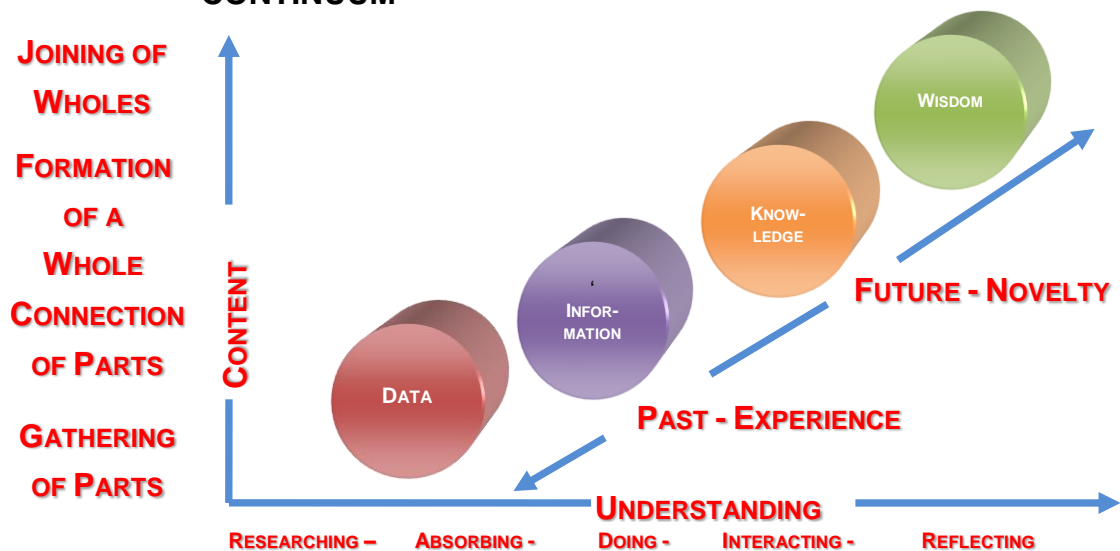 CONTINUUM
JOINING OF
WHOLES
FORMATION
OF A
WHOLE
CONNECTION
OF PARTS
GATHERING
OF PARTS
CONTENT
WISDOM
KNOW-
LEDGE
‘
INFOR-
MATION
DATA
FUTURE - NOVELTY
PAST - EXPERIENCE
UNDERSTANDING
RESEARCHING – ABSORBING - DOING - INTERACTING - REFLECTING